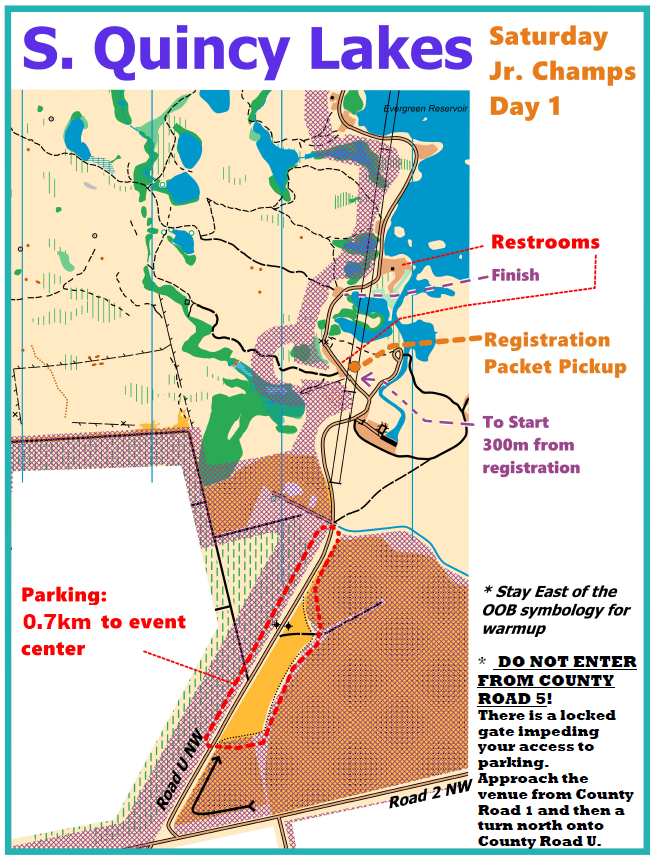 S. Quincy Lakes
Saturday
Jr. Champs
Day 1
Evergreen Reservoir
Restrooms
Finish
Registration
Packet Pickup
To Start
300m from
registration
Parking:
0.7km to event
center
* Stay East of the
OOB symbology for
warmup
* DO NOT ENTER
FROM COUNTY
ROAD 5!
There is a locked
gate impeding
your access to
parking.
Approach the
venue from County
Road 1 and then a
turn north onto
County Road U.
Road U NW
Road 2 NW